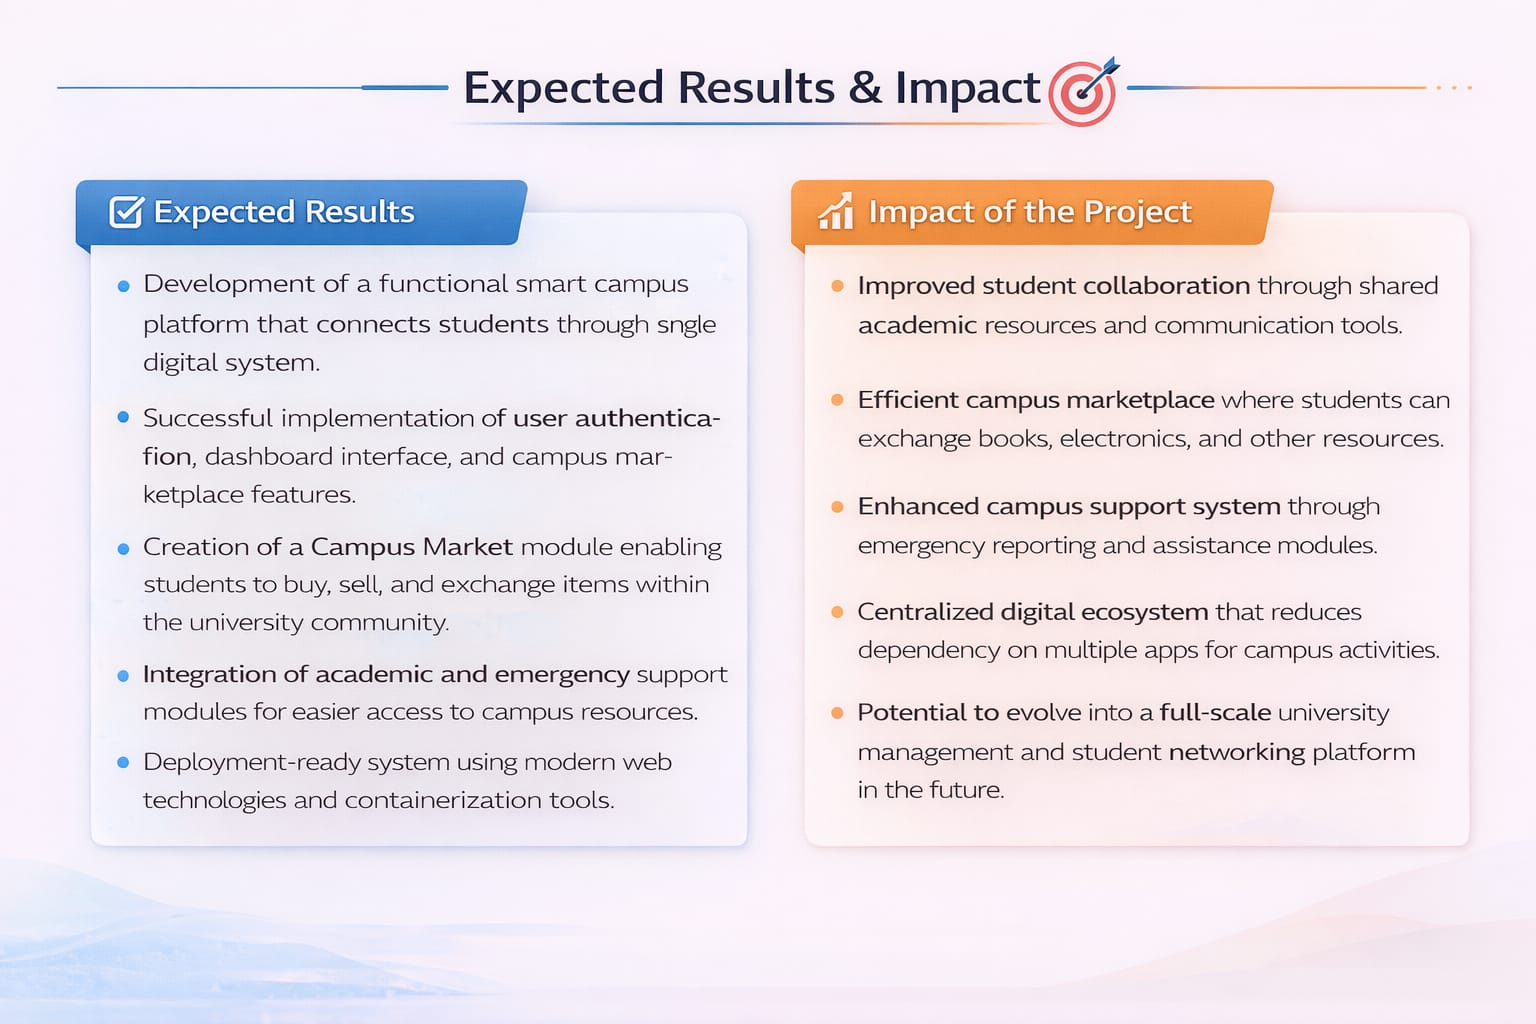 Expected Results & Impact
Expected Results
Development of a functional smart campus
platform that connects students through sngle
digital system.
Successful implementation of user authentica-
fion, dashboard interface, and campus mar-
ketplace features.
Creation of a Campus Market module enabling
students to buy, sell, and exchange items within
the university community.
Integration of academic and emergency support
modules for easier access to campus resources.
Deployment-ready system using modern web
technologies and containerization tools.
Impact of the Project
Improved student collaboration through shared
academic resources and communication tools.
Efficient campus marketplace where students can
exchange books, electronics, and other resources.
Enhanced campus support system through
emergency reporting and assistance modules.
Centralized digital ecosystem that reduces
dependency on multiple apps for campus activities.
Potential to evolve into a full-scale university
management and student networking platform
in the future.